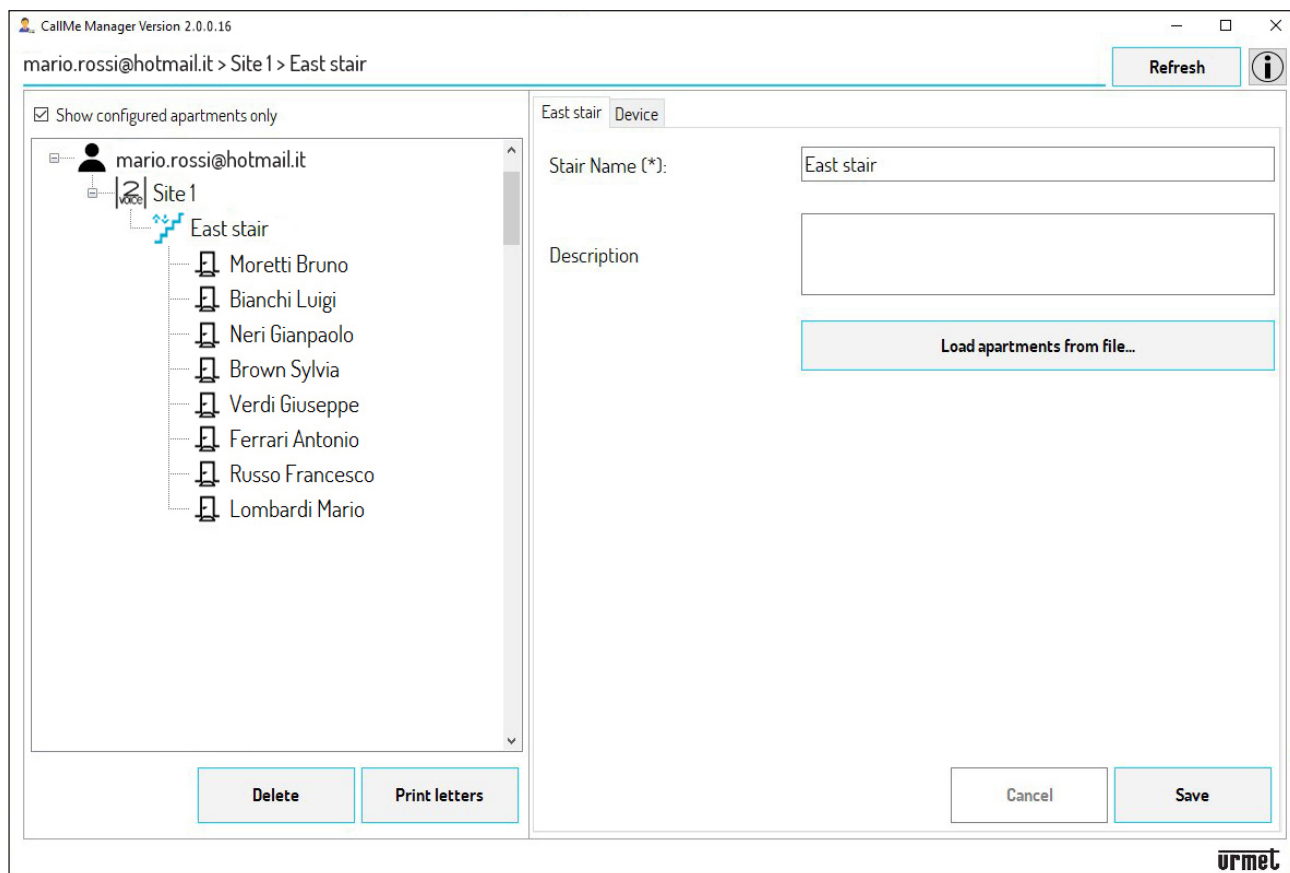 CallMe Manager Version 2.0.0.16
mario.rossi@hotmail.it > Site 1 > East stair
Refresh
i
Show configured apartments only
mario.rossi@hotmail.it
2 VOICE
Site 1
East stair
Moretti Bruno
Bianchi Luigi
Neri Gianpaolo
Brown Sylvia
Verdi Giuseppe
Ferrari Antonio
Russo Francesco
Lombardi Mario
Delete
Print letters
East stair
Device
Stair Name (*):
East stair
Description
Load apartments from file...
Cancel
Save
urmet